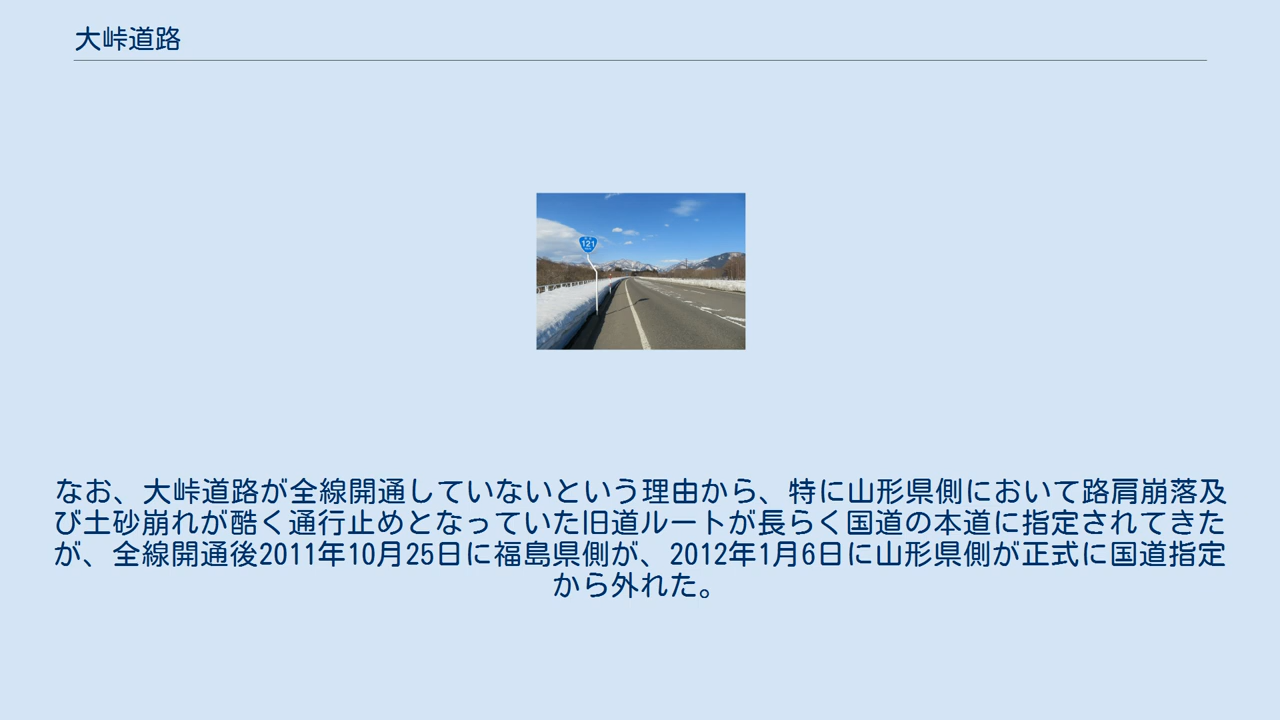 大峠道路
121
なお、大峠道路が全線開通していないという理由から、特に山形県側において路肩崩落及
び土砂崩れが酷く通行止めとなっていた旧道ルートが長らく国道の本道に指定されてきた
が、全線開通後2011年10月25日に福島県側が、2012年1月6日に山形県側が正式に国道指定
から外れた。